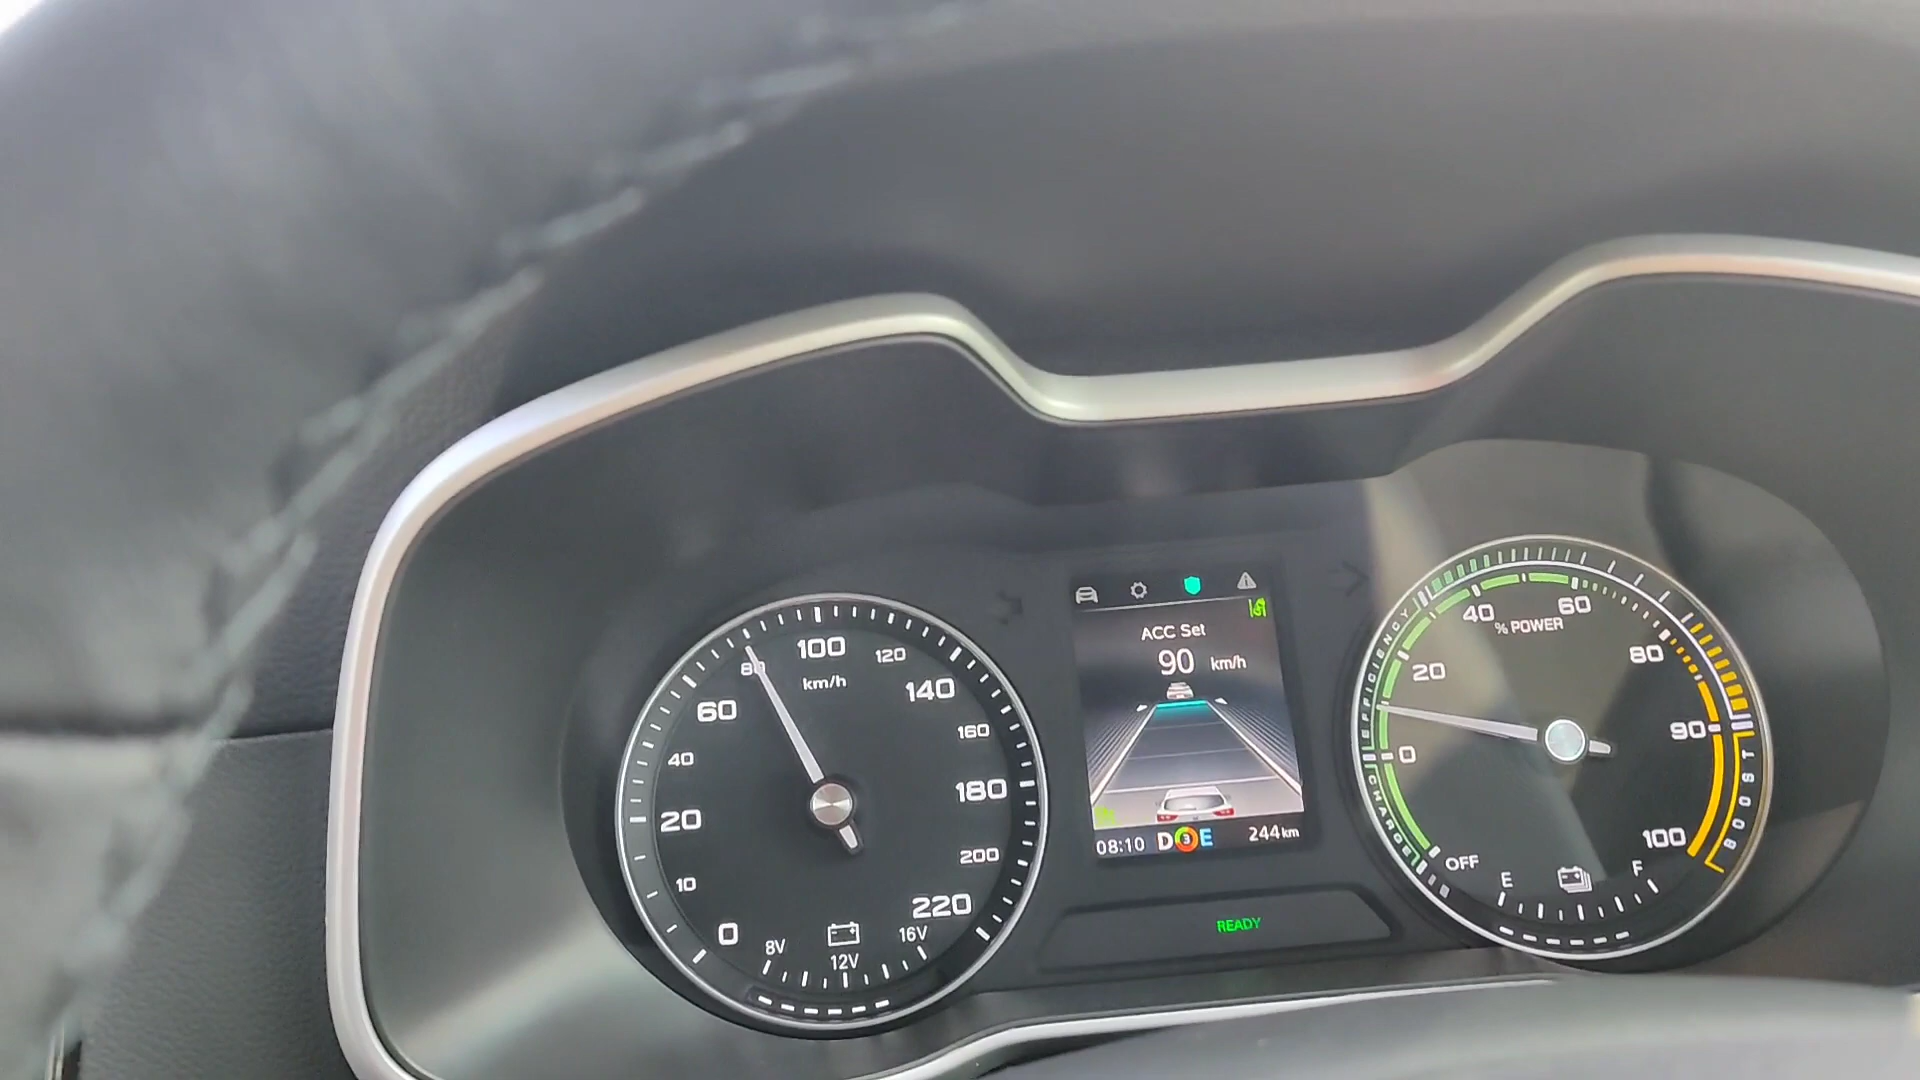 0
10
20
40
60
80
100
120
140
160
180
200
220
km/h
8V
12V
16V
ACC Set
90 km/h
08:10 D 3 E 244km
READY
OFF
0
20
40
60
80
90
100
% POWER
CHARGE
EFFICIENCY
BOOST
E
F